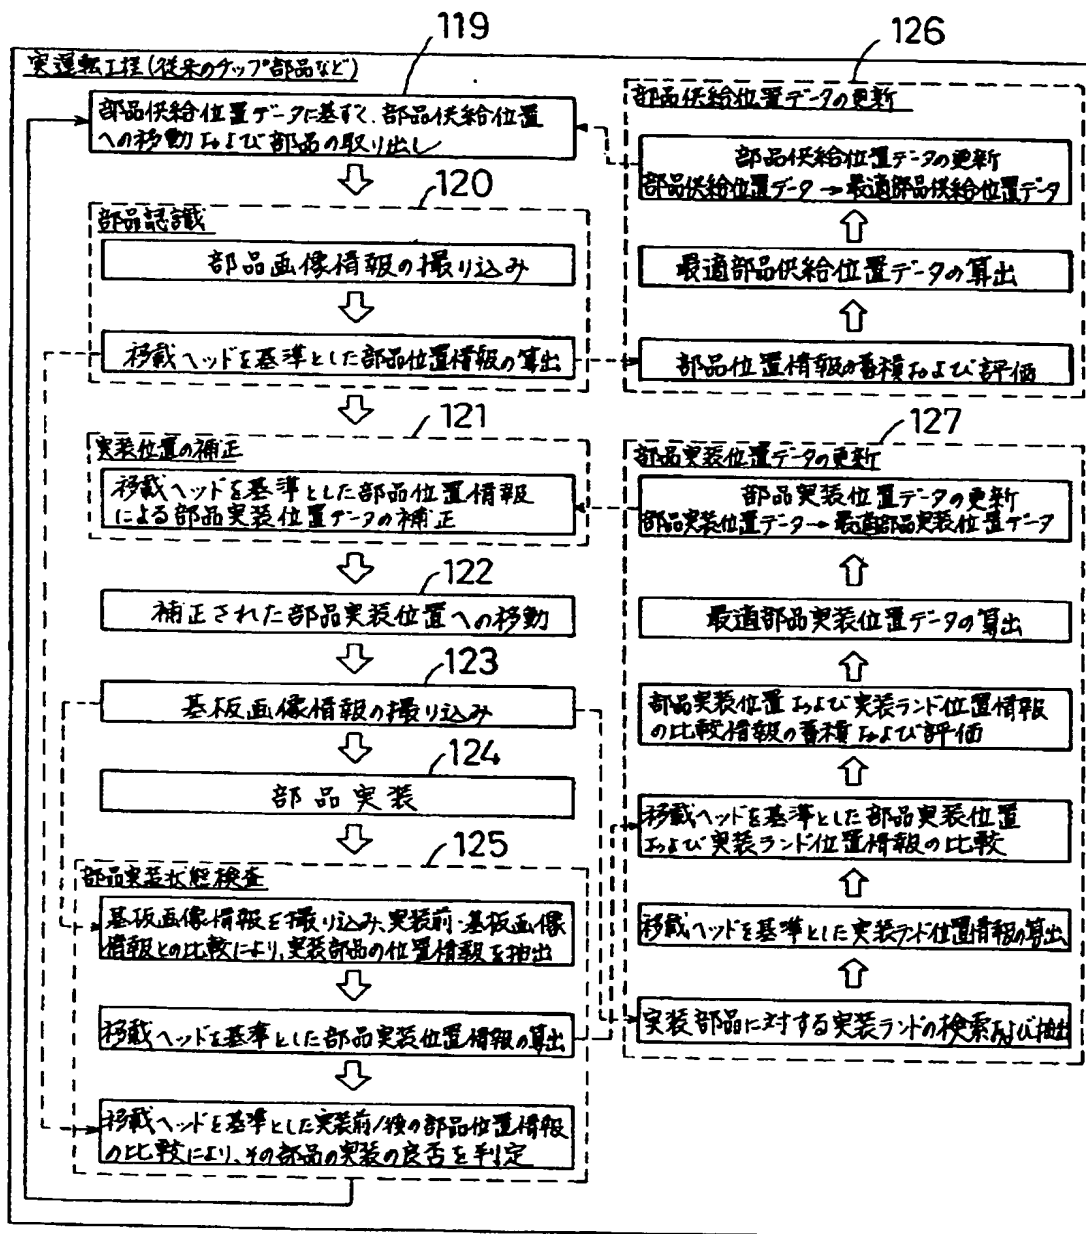 119
実運転工程(従来のチップ部品など)
部品供給位置データに基ずく、部品供給位置
への移動および部品の取り出し
120
部品認識
部品画像情報の撮り込み
移載ヘッドを基準とした部品位置情報の算出
121
実装位置の補正
移載ヘッドを基準とした部品位置情報
による部品実装位置データの補正
122
補正された部品実装位置への移動
123
基板画像情報の撮り込み
124
部品実装
125
部品実装状態検査
基板画像情報を撮り込み、実装前・基板画像
情報との比較により、実装部品の位置情報を抽出
移載ヘッドを基準とした部品実装位置情報の算出
移載ヘッドを基準とした実装前/後の部品位置情報
の比較により、その部品の実装の良否を判定
126
部品供給位置データの更新
部品供給位置データの更新
部品供給位置データ→最適部品供給位置データ
最適部品供給位置データの算出
部品位置情報の蓄積および評価
127
部品実装位置データの更新
部品実装位置データの更新
部品実装位置データ→最適部品実装位置データ
最適部品実装位置データの算出
部品実装位置および実装ランド位置情報
の比較情報の蓄積および評価
移載ヘッドを基準とした部品実装位置
および実装ランド位置情報の比較
移載ヘッドを基準とした実装ランド位置情報の算出
実装部品に対する実装ランドの検索および抽出